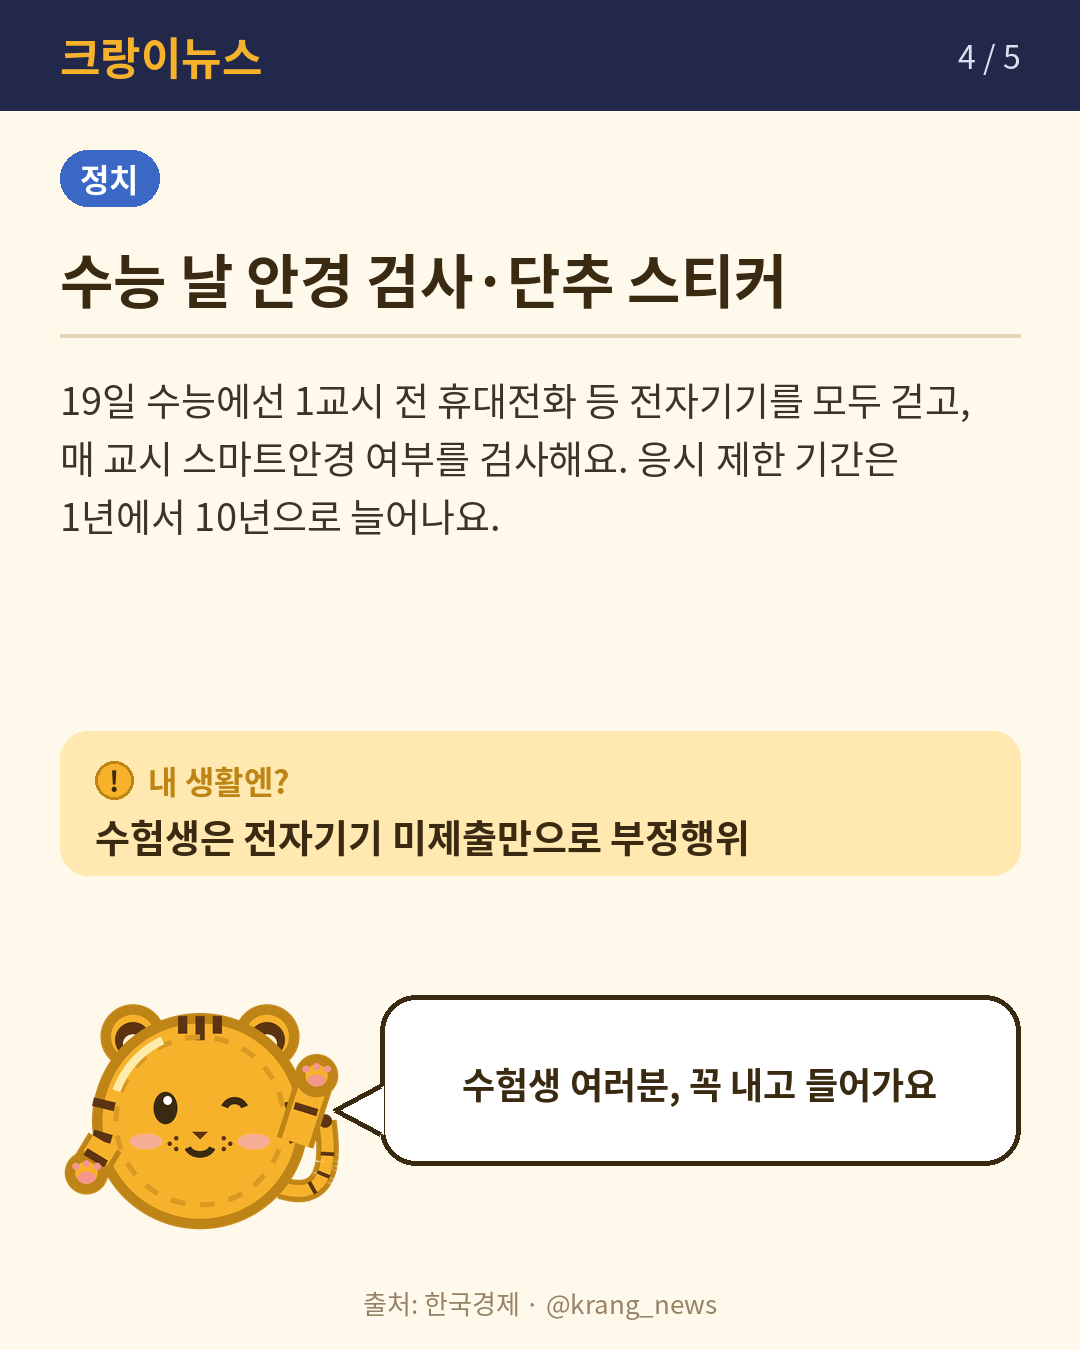 크랑이뉴스
4 / 5
정치
수능 날 안경 검사·단추 스티커
19일 수능에선 1교시 전 휴대전화 등 전자기기를 모두 걷고,
매 교시 스마트안경 여부를 검사해요. 응시 제한 기간은
1년에서 10년으로 늘어나요.
! 내 생활엔?
수험생은 전자기기 미제출만으로 부정행위
수험생 여러분, 꼭 내고 들어가요
출처: 한국경제 · @krang_news